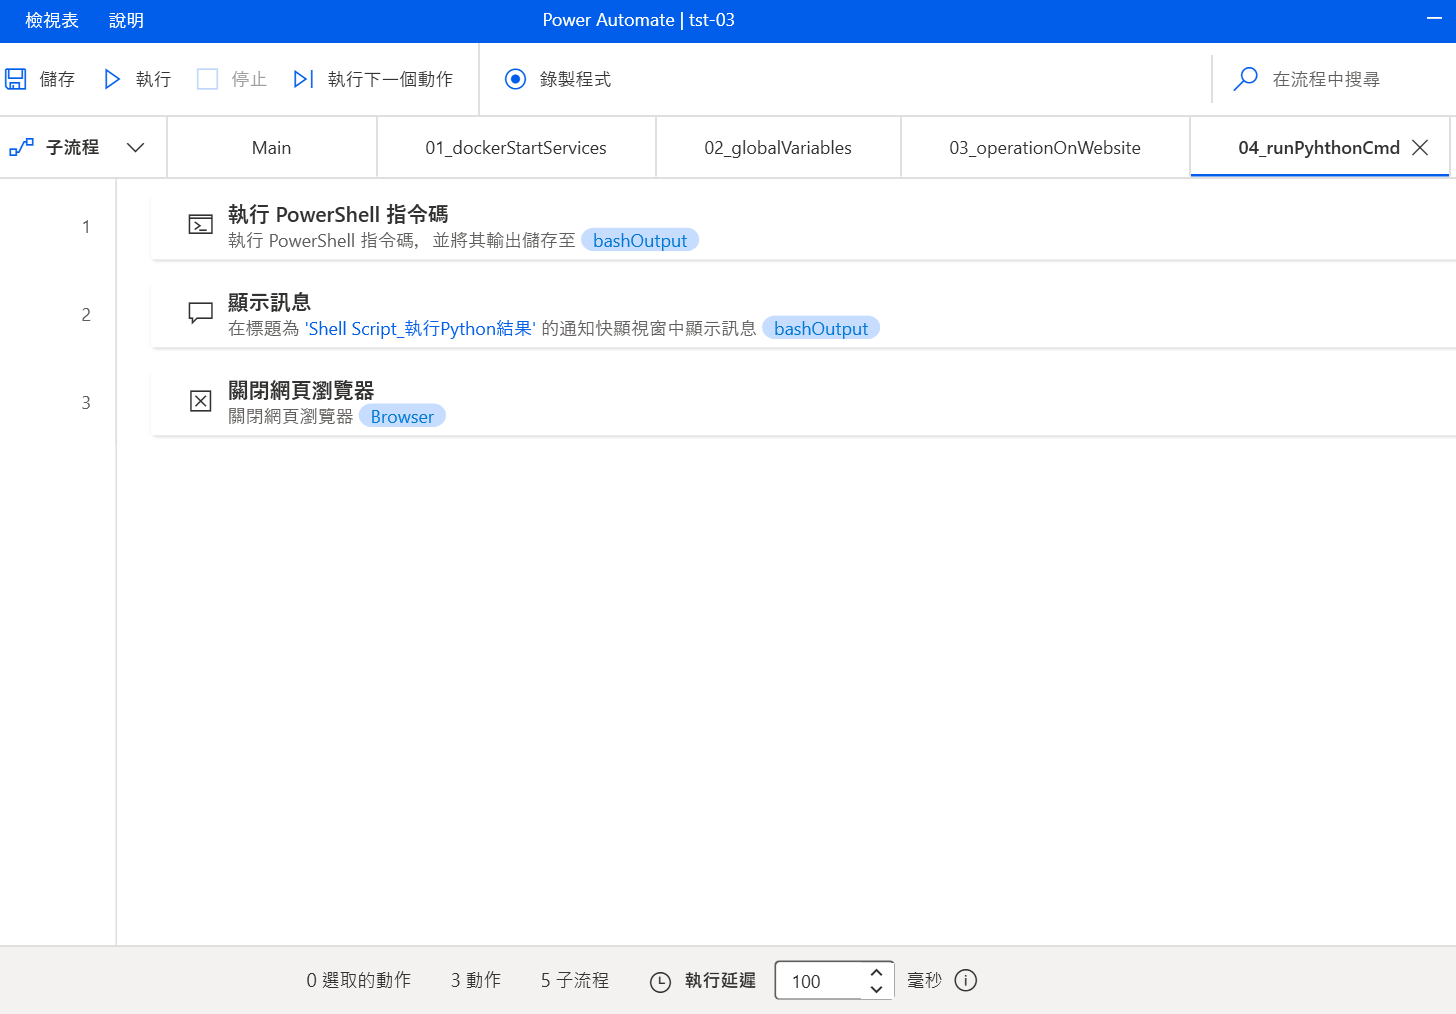 檢視表 說明 Power Automate | tst-03
儲存 執行 停止 執行下一個動作 錄製程式 在流程中搜尋
子流程 Main 01_dockerStartServices 02_globalVariables 03_operationOnWebsite 04_runPyhthonCmd
1
執行 PowerShell 指令碼
執行 PowerShell 指令碼，並將其輸出儲存至 bashOutput
2
顯示訊息
在標題為 'Shell Script_執行Python結果' 的通知快顯視窗中顯示訊息 bashOutput
3
關閉網頁瀏覽器
關閉網頁瀏覽器 Browser
0 選取的動作 3 動作 5 子流程 執行延遲 100 毫秒